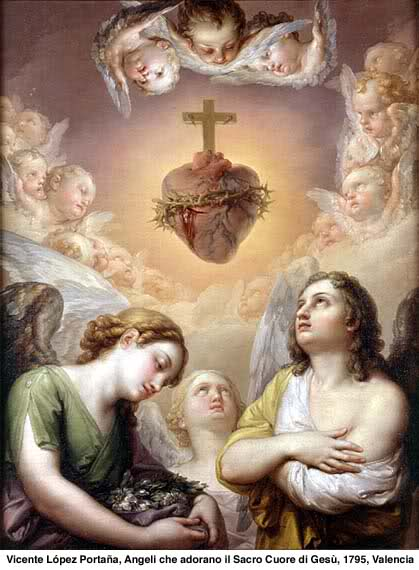 Vicente López Portaña, Angeli che adorano il Sacro Cuore di Gesù, 1795, Valencia